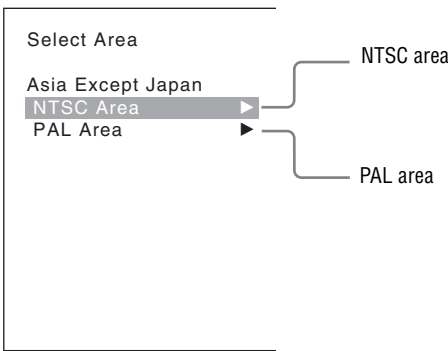 Select Area
NTSC area
Asia Except Japan
NTSC Area
PAL Area
PAL area